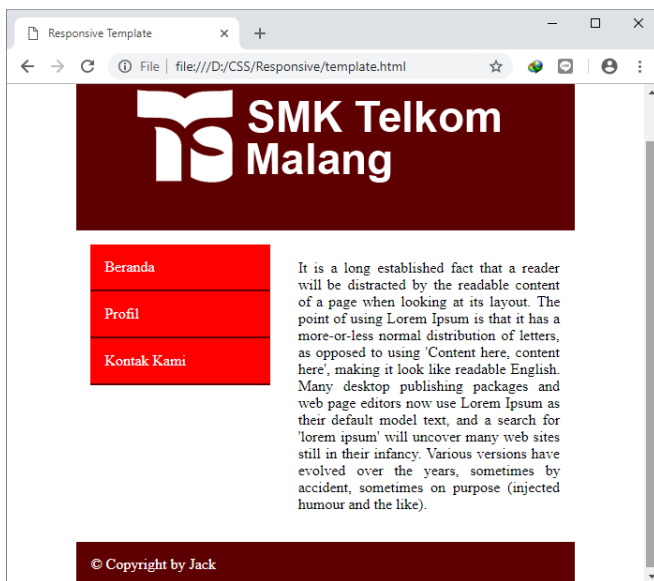 Responsive Template
File | file:///D:/CSS/Responsive/template.html
SMK Telkom
Malang
Beranda
Profil
Kontak Kami
It is a long established fact that a reader
will be distracted by the readable content
of a page when looking at its layout. The
point of using Lorem Ipsum is that it has a
more-or-less normal distribution of letters,
as opposed to using 'Content here, content
here', making it look like readable English.
Many desktop publishing packages and
web page editors now use Lorem Ipsum as
their default model text, and a search for
'lorem ipsum' will uncover many web sites
still in their infancy. Various versions have
evolved over the years, sometimes by
accident, sometimes on purpose (injected
humour and the like).
© Copyright by Jack